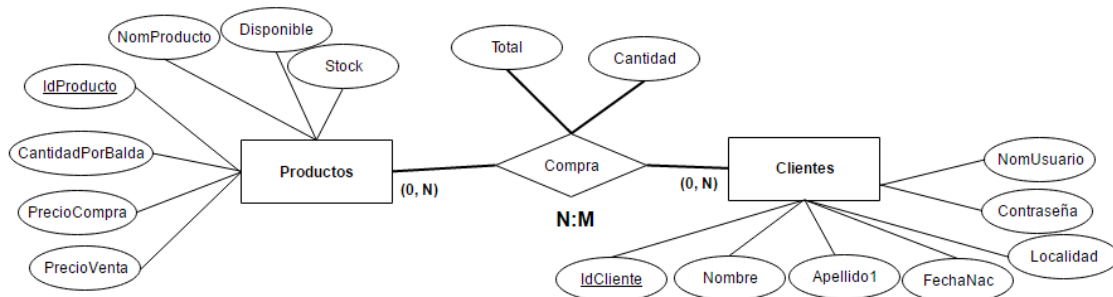 NomProducto
Disponible
Stock
IdProducto
CantidadPorBalda
PrecioCompra
PrecioVenta
Productos
(0, N)
Total
Cantidad
Compra
N:M
(0, N)
Clientes
NomUsuario
Contraseña
Localidad
FechaNac
Apellido1
Nombre
IdCliente